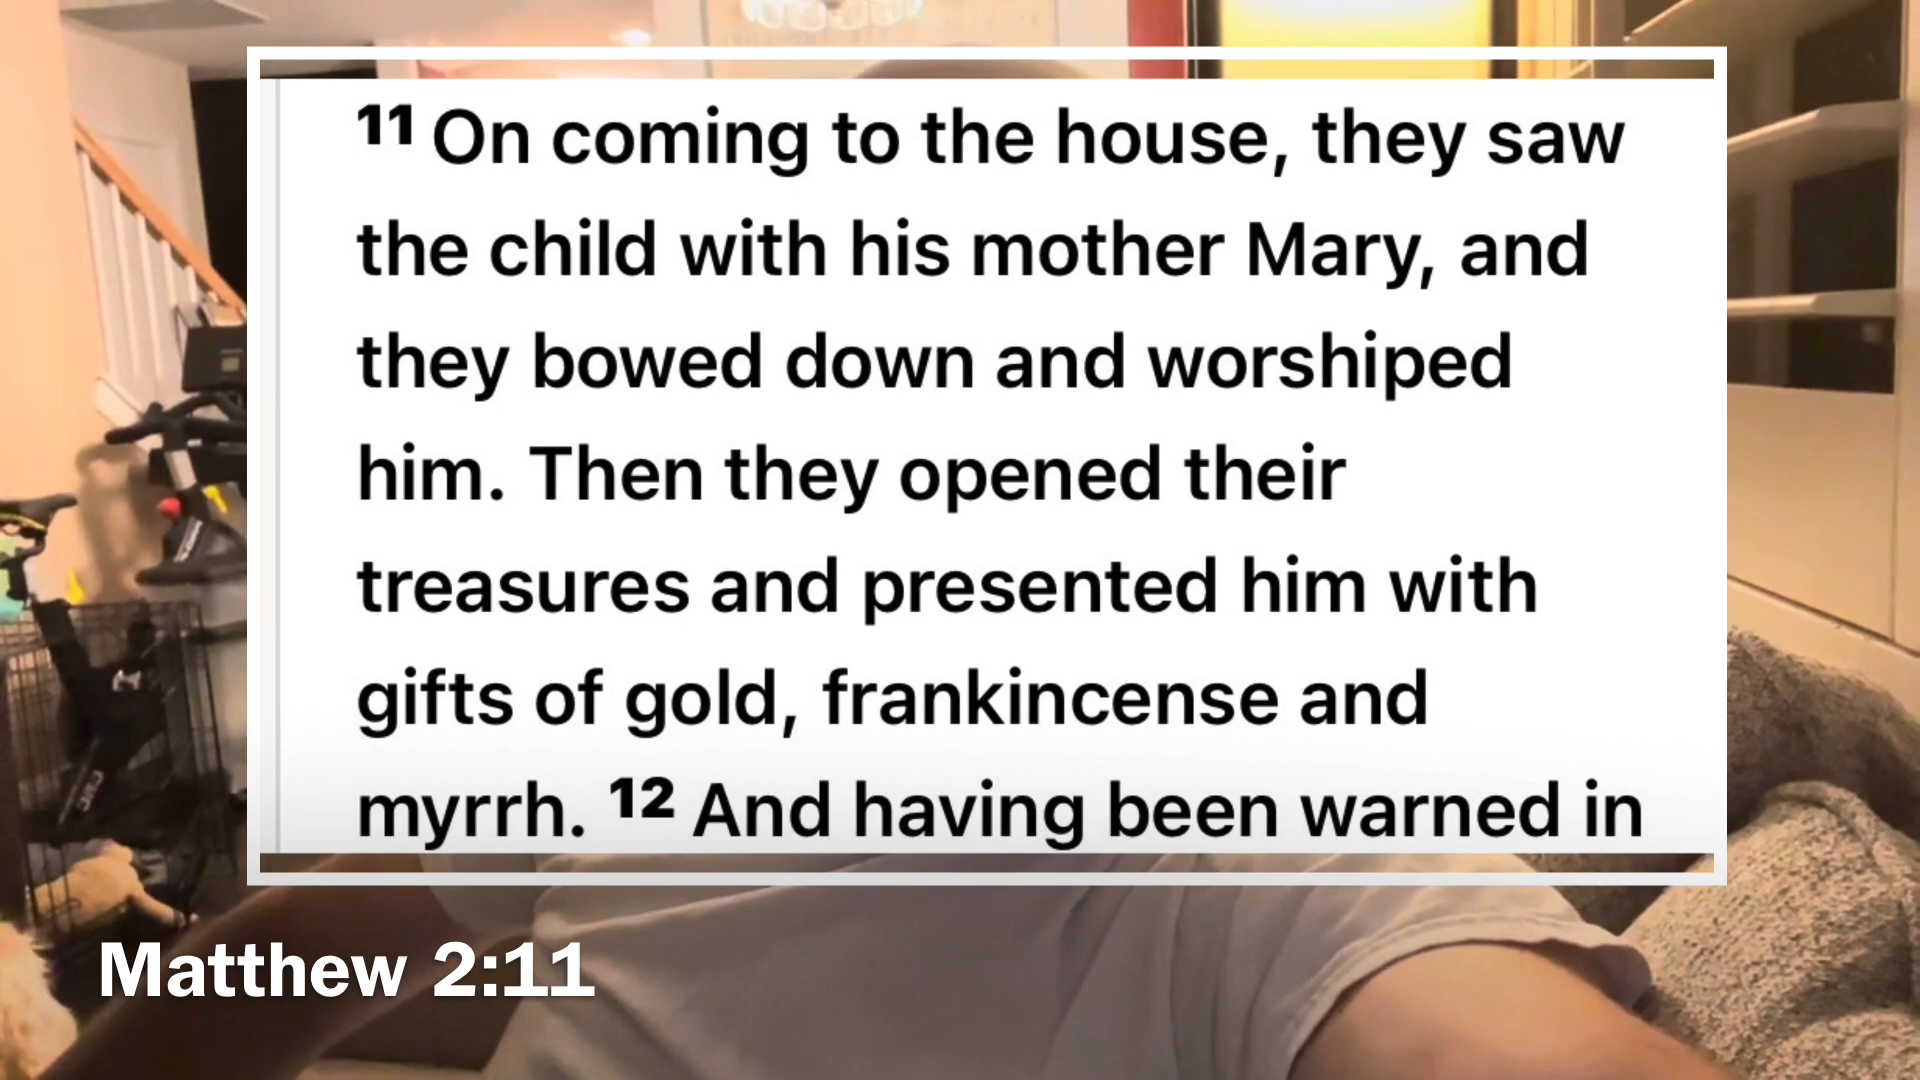 11 On coming to the house, they saw
the child with his mother Mary, and
they bowed down and worshiped
him. Then they opened their
treasures and presented him with
gifts of gold, frankincense and
myrrh. 12 And having been warned in
Matthew 2:11